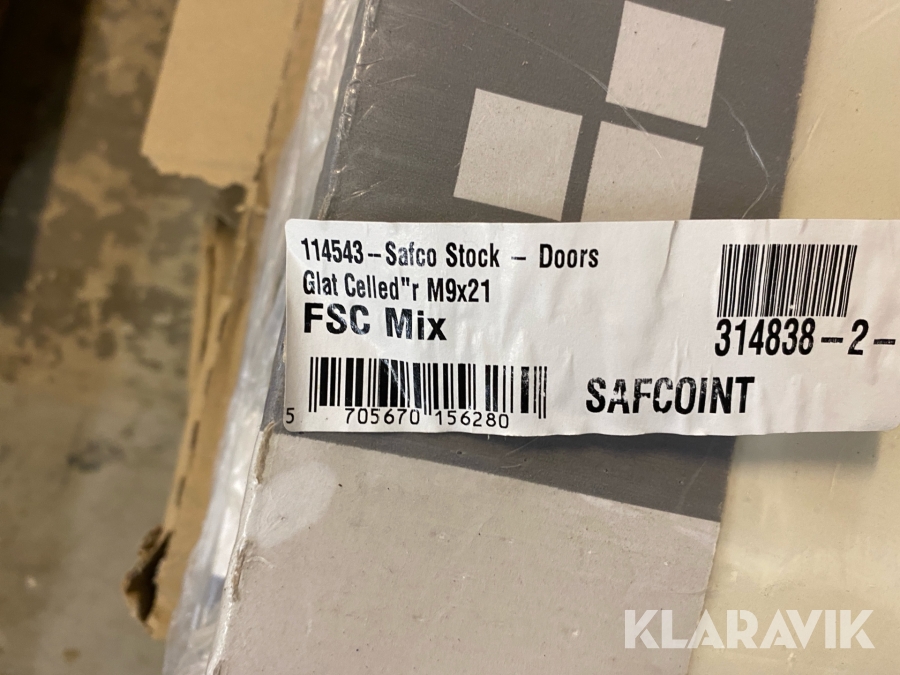 114543--Safco Stock - Doors
Glat Celled"r M9x21
FSC Mix
314838-2-
5 705670 156280
SAFCOINT
KLARAVIK